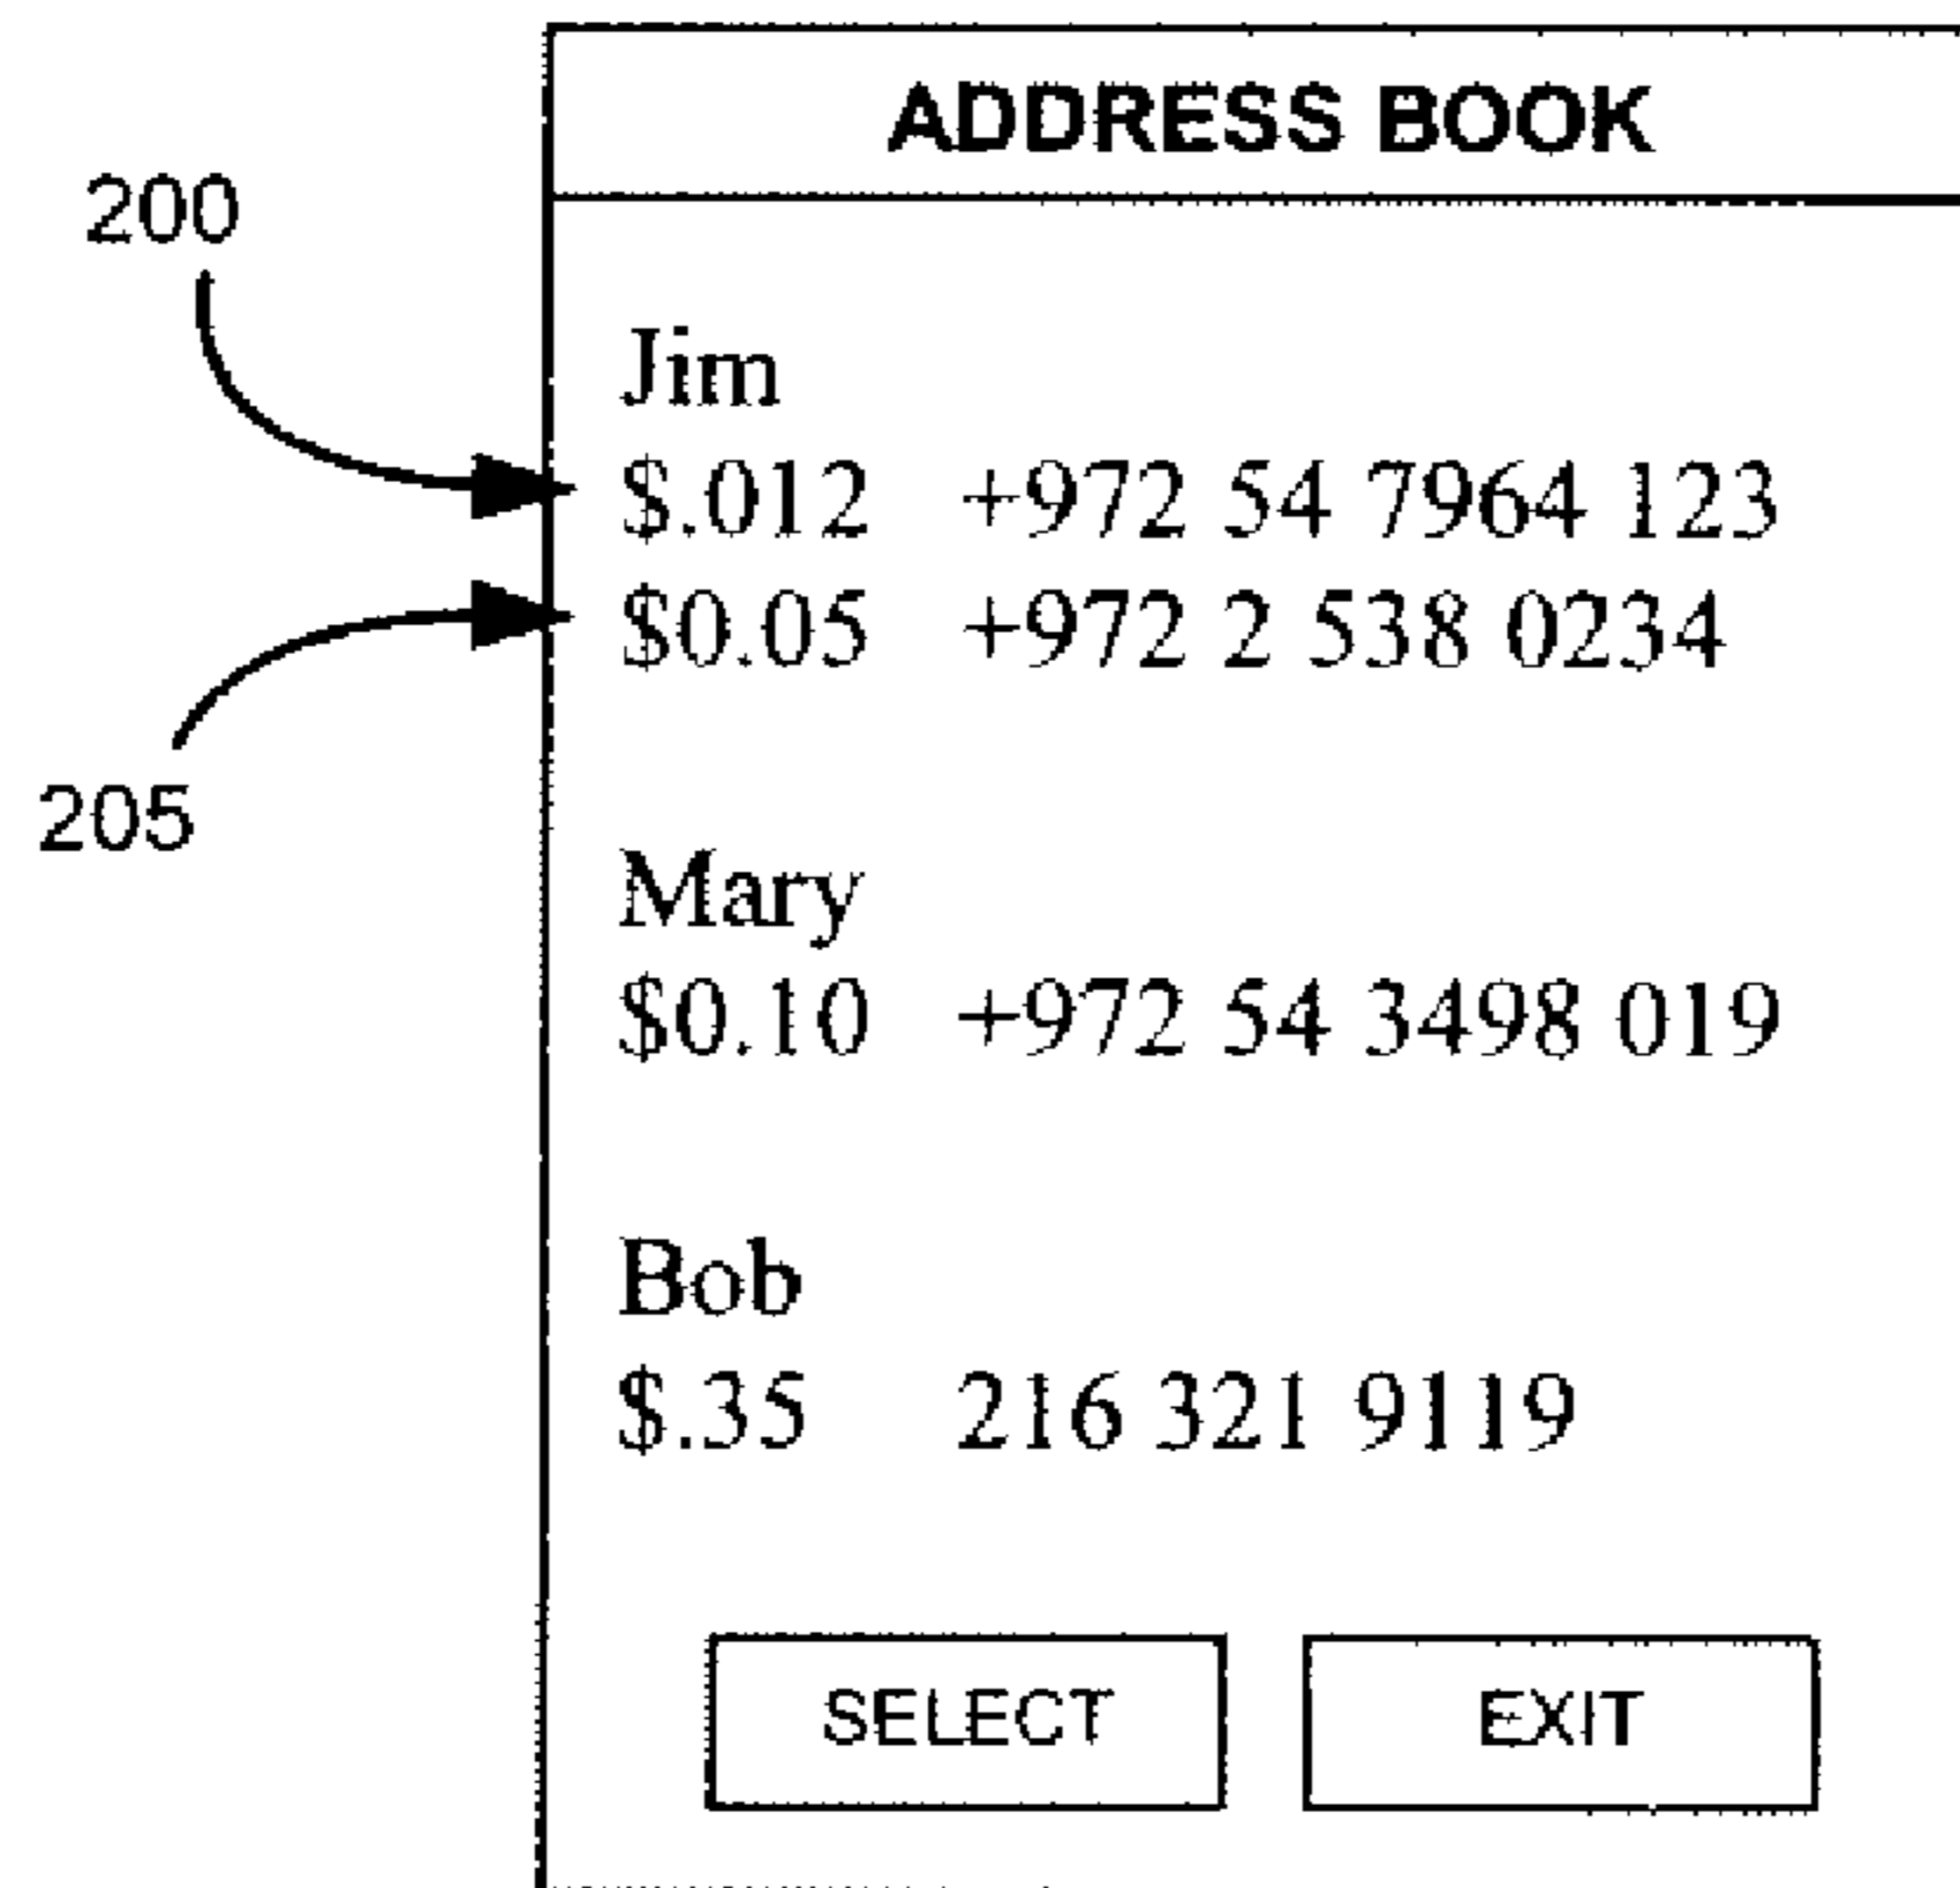 ADDRESS BOOK
200
Jim
$.012 +972 54 7964 123
$0.05 +972 2 538 0234
205
Mary
$0.10 +972 54 3498 019
Bob
$.35 216 321 9119
SELECT EXIT